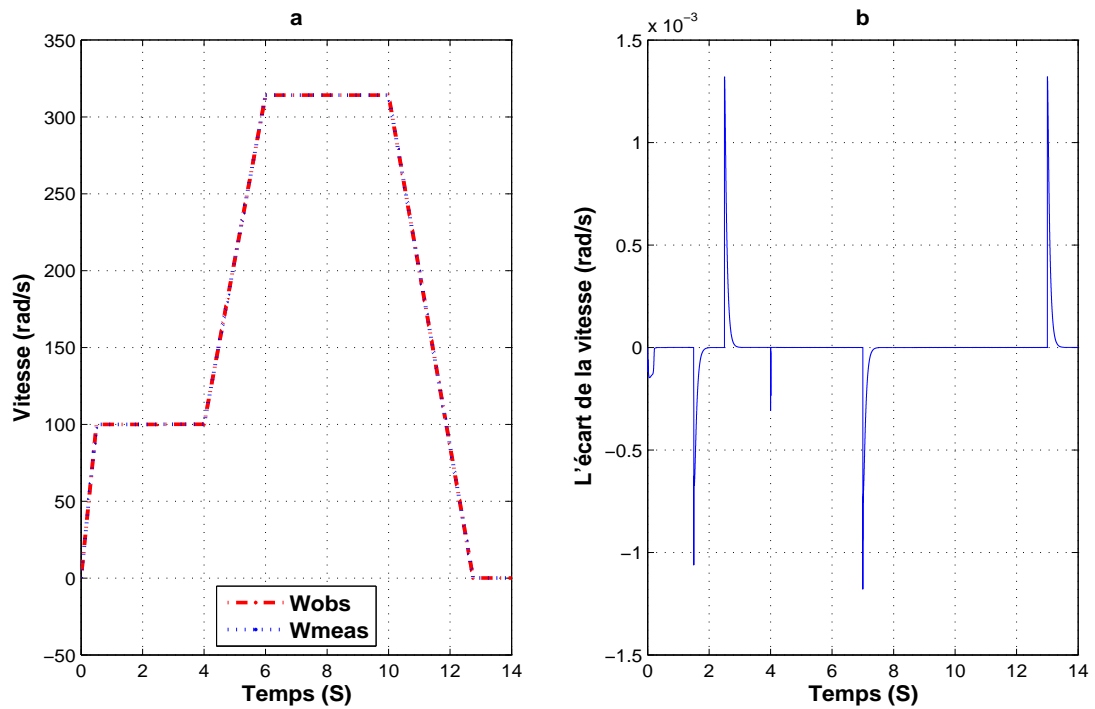 a
350
300
250
200
150
100
50
0
−50
Vitesse (rad/s)
0 2 4 6 8 10 12 14
Temps (S)
Wobs
Wmeas
b
x 10−3
1.5
1
0.5
0
−0.5
−1
−1.5
L'écart de la vitesse (rad/s)
0 2 4 6 8 10 12 14
Temps (S)